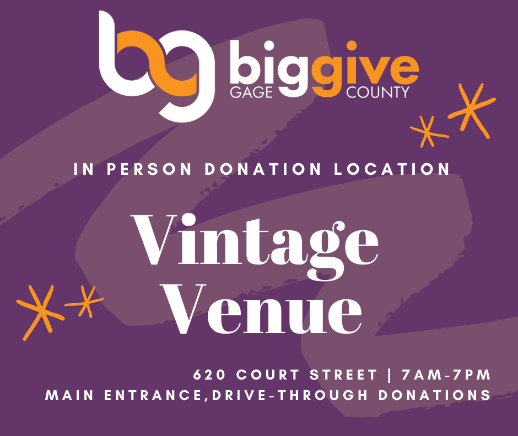 bg
biggive
GAGE COUNTY
IN PERSON DONATION LOCATION
Vintage
Venue
620 COURT STREET | 7AM-7PM
MAIN ENTRANCE,DRIVE-THROUGH DONATIONS